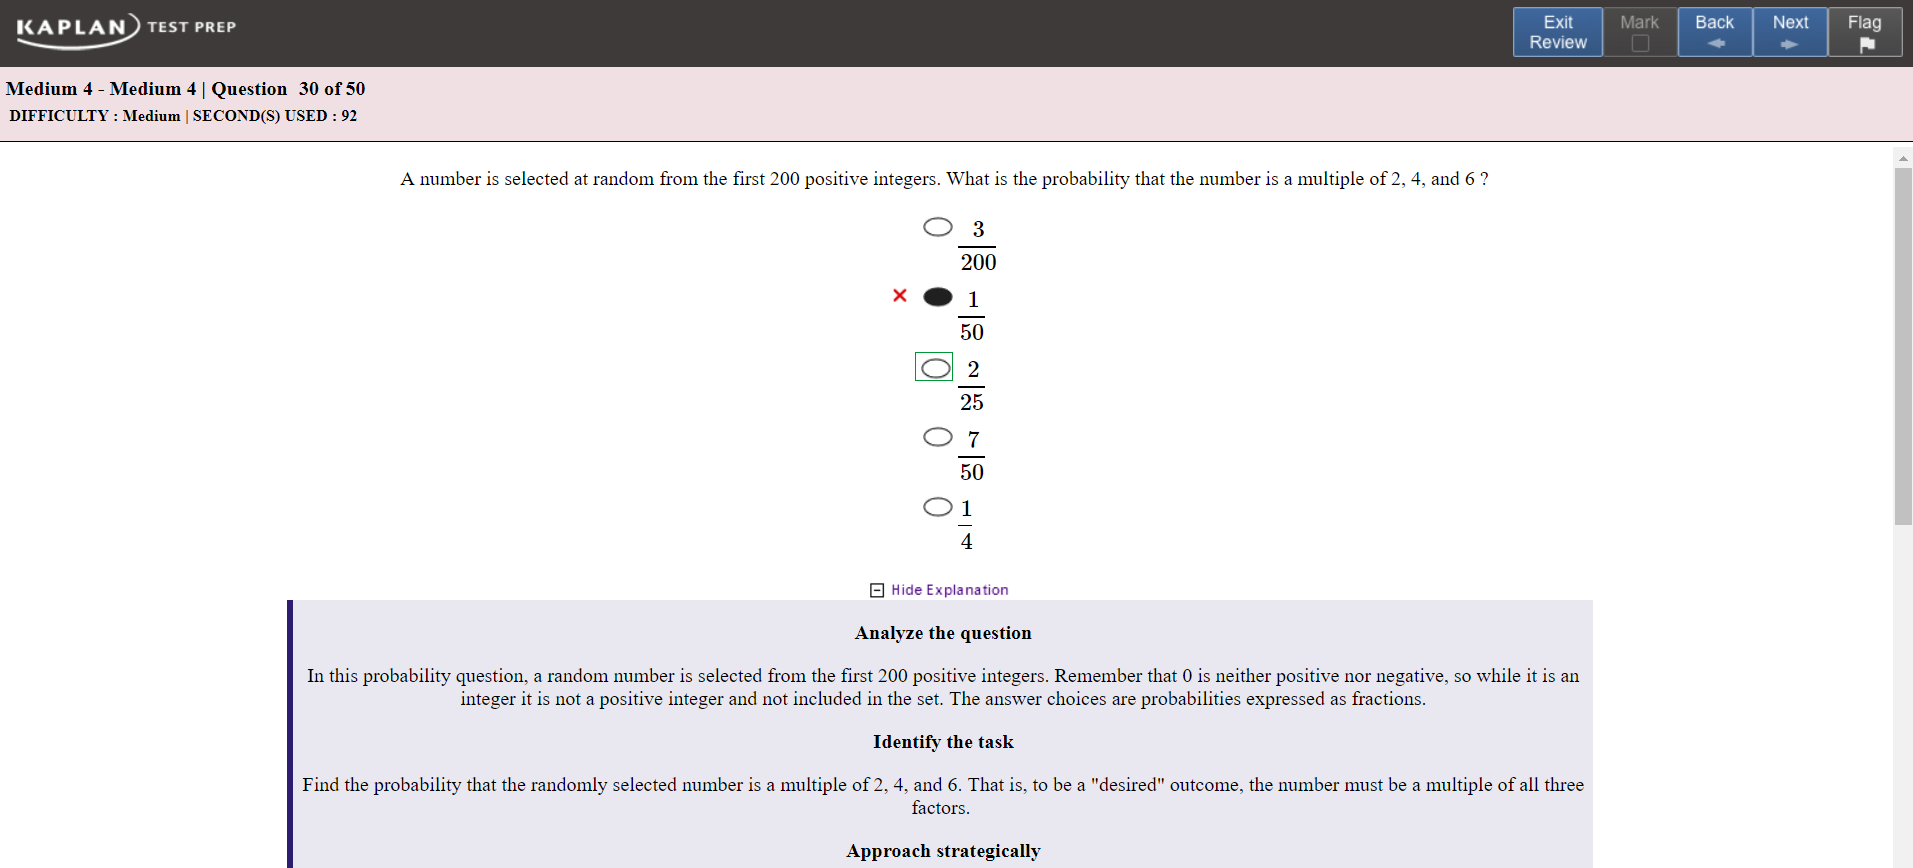 KAPLAN TEST PREP
Exit Review
Mark
Back
Next
Flag
Medium 4 - Medium 4 | Question 30 of 50
DIFFICULTY : Medium | SECOND(S) USED : 92
A number is selected at random from the first 200 positive integers. What is the probability that the number is a multiple of 2, 4, and 6 ?
3
200
1
50
2
25
7
50
1
4
Hide Explanation
Analyze the question
In this probability question, a random number is selected from the first 200 positive integers. Remember that 0 is neither positive nor negative, so while it is an
integer it is not a positive integer and not included in the set. The answer choices are probabilities expressed as fractions.
Identify the task
Find the probability that the randomly selected number is a multiple of 2, 4, and 6. That is, to be a "desired" outcome, the number must be a multiple of all three
factors.
Approach strategically